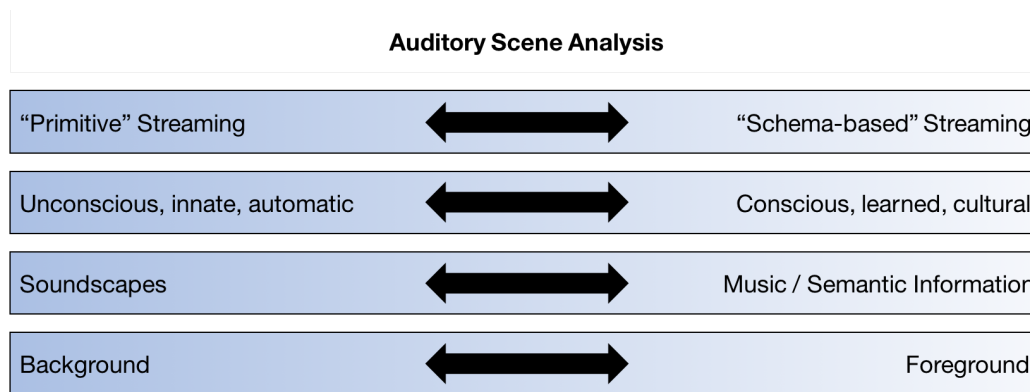 Auditory Scene Analysis
“Primitive” Streaming “Schema-based” Streaming
Unconscious, innate, automatic Conscious, learned, cultural
Soundscapes Music / Semantic Information
Background Foreground